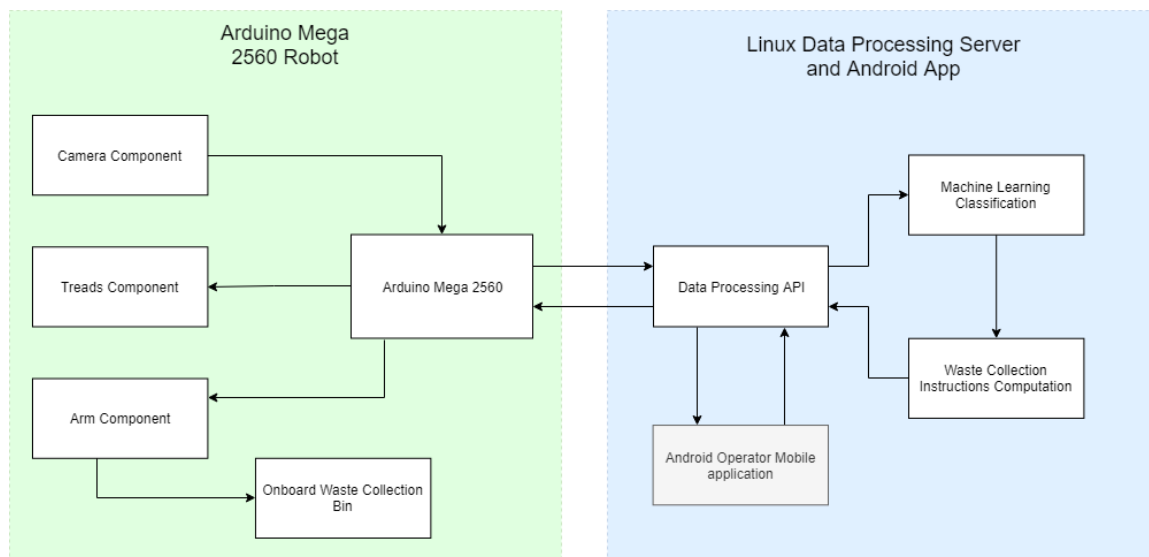 Arduino Mega
2560 Robot
Linux Data Processing Server
and Android App
Camera Component
Machine Learning
Classification
Treads Component
Arduino Mega 2560
Data Processing API
Waste Collection
Instructions Computation
Arm Component
Android Operator Mobile
application
Onboard Waste Collection
Bin